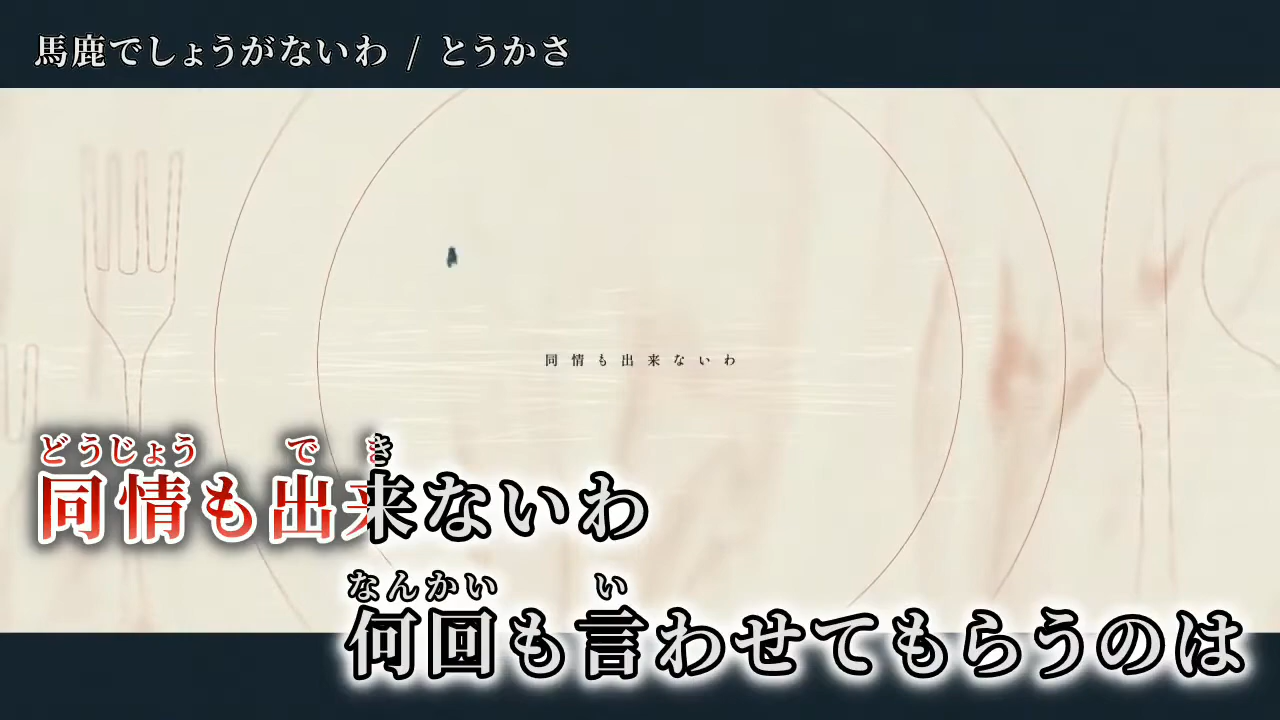 馬鹿でしょうがないわ / とうかさ
同情も出来ないわ
どうじょう で き
同情も出来ないわ
なんかい い
何回も言わせてもらうのは